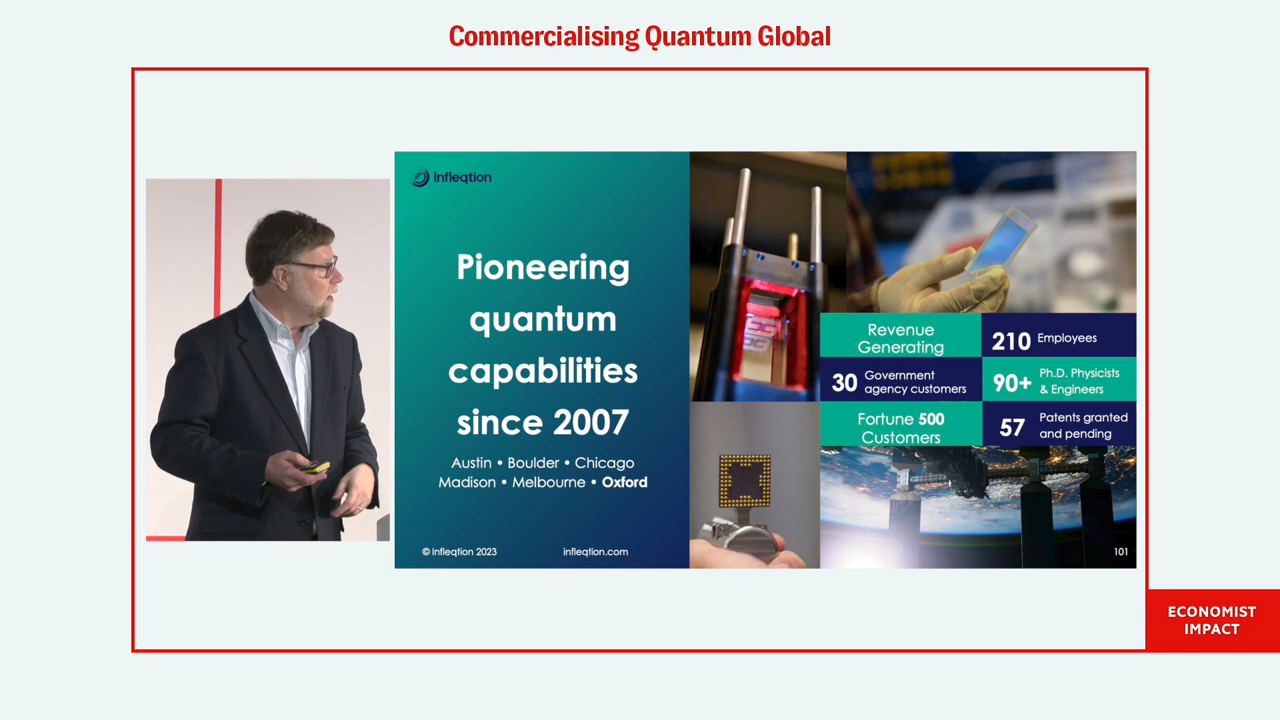 Commercialising Quantum Global
Infleqtion
Pioneering
quantum
capabilities
since 2007
Austin • Boulder • Chicago
Madison • Melbourne • Oxford
© Infleqtion 2023
infleqtion.com
Revenue
Generating
210 Employees
30 Government
agency customers
90+ Ph.D. Physicists
& Engineers
Fortune 500
Customers
57 Patents granted
and pending
101
ECONOMIST
IMPACT